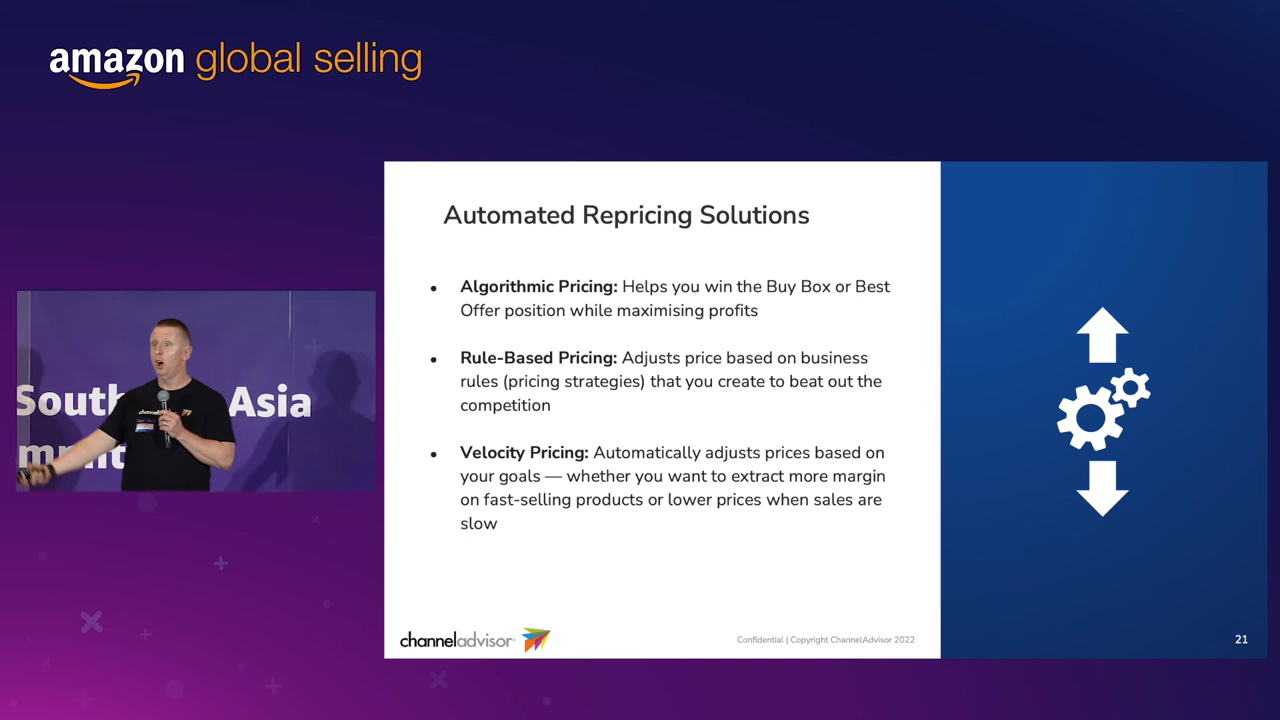 amazon global selling
Automated Repricing Solutions
• Algorithmic Pricing: Helps you win the Buy Box or Best
Offer position while maximising profits
• Rule-Based Pricing: Adjusts price based on business
rules (pricing strategies) that you create to beat out the
competition
• Velocity Pricing: Automatically adjusts prices based on
your goals — whether you want to extract more margin
on fast-selling products or lower prices when sales are
slow
South Asia
channeladvisor
Confidential | Copyright ChannelAdvisor 2022
21